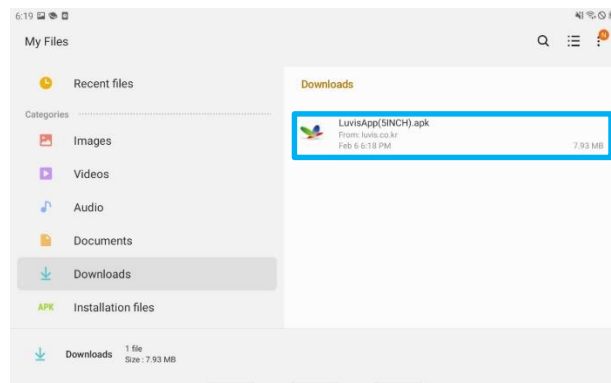 6:19
My Files
N
Recent files
Categories
Images
Videos
Audio
Documents
Downloads
APK Installation files
Downloads
LuvisApp(5INCH).apk
From: luvis.co.kr
Feb 6 6:18 PM 7.93 MB
Downloads
1 file
Size : 7.93 MB